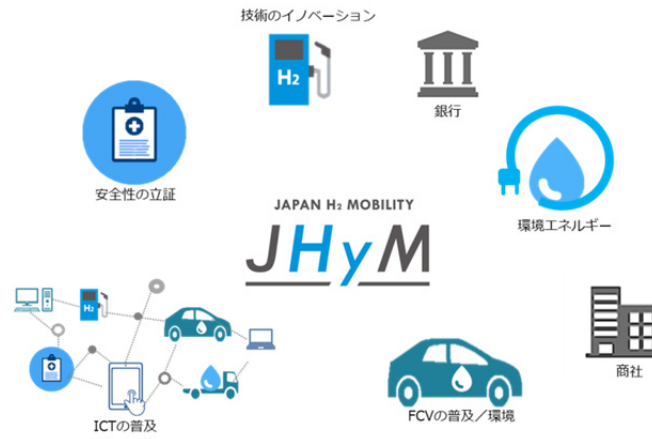 技術のイノベーション
H2
銀行
安全性の立証
環境エネルギー
JAPAN H2 MOBILITY
JHyM
H2
商社
FCVの普及／環境
ICTの普及